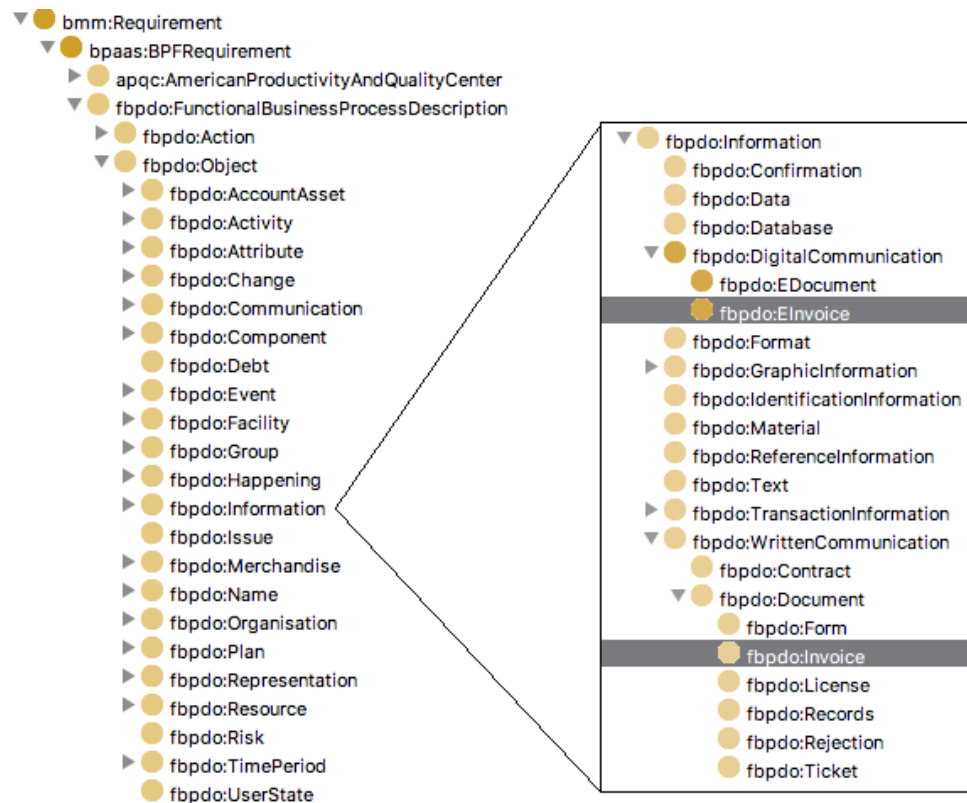 bmm:Requirement
bpaas:BPFRequirement
apqc:AmericanProductivityAndQualityCenter
fbpdo:FunctionalBusinessProcessDescription
fbpdo:Action
fbpdo:Object
fbpdo:AccountAsset
fbpdo:Activity
fbpdo:Attribute
fbpdo:Change
fbpdo:Communication
fbpdo:Component
fbpdo:Debt
fbpdo:Event
fbpdo:Facility
fbpdo:Group
fbpdo:Happening
fbpdo:Information
fbpdo:Issue
fbpdo:Merchandise
fbpdo:Name
fbpdo:Organisation
fbpdo:Plan
fbpdo:Representation
fbpdo:Resource
fbpdo:Risk
fbpdo:TimePeriod
fbpdo:UserState
fbpdo:Information
fbpdo:Confirmation
fbpdo:Data
fbpdo:Database
fbpdo:DigitalCommunication
fbpdo:EDocument
fbpdo:EInvoice
fbpdo:Format
fbpdo:GraphicInformation
fbpdo:IdentificationInformation
fbpdo:Material
fbpdo:ReferenceInformation
fbpdo:Text
fbpdo:TransactionInformation
fbpdo:WrittenCommunication
fbpdo:Contract
fbpdo:Document
fbpdo:Form
fbpdo:Invoice
fbpdo:License
fbpdo:Records
fbpdo:Rejection
fbpdo:Ticket